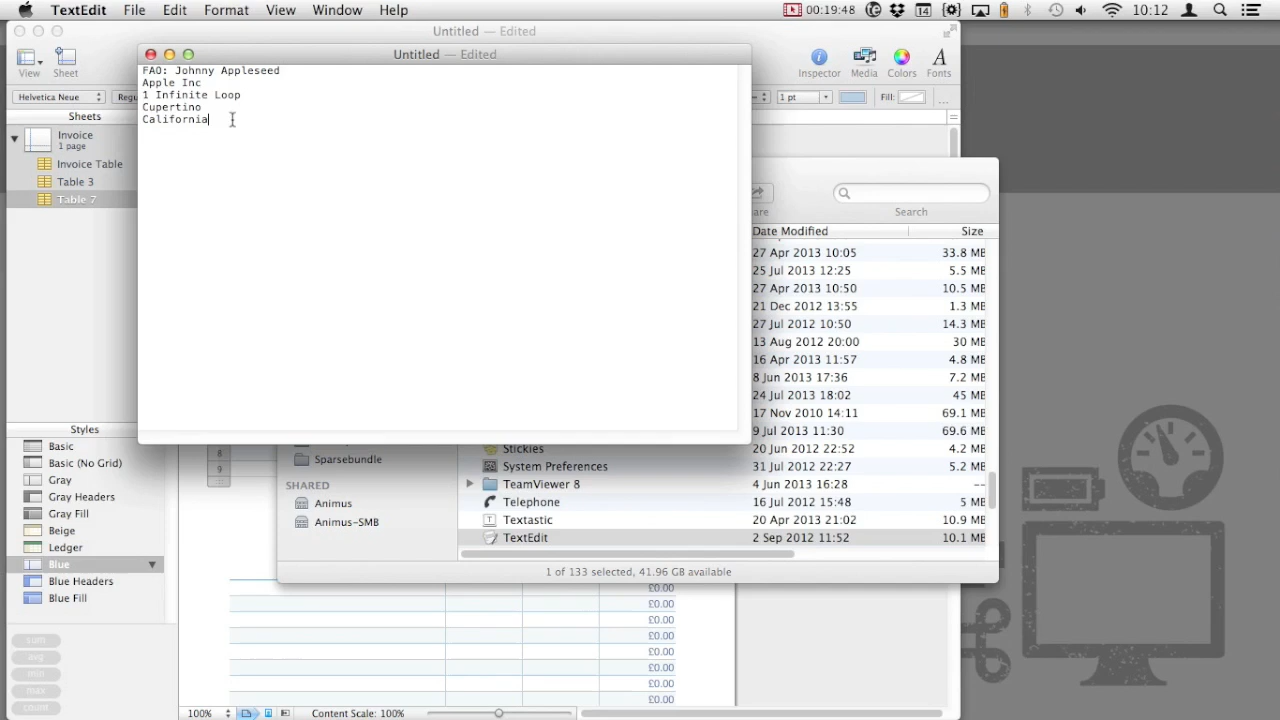 TextEdit File Edit Format View Window Help 00:19:48 14 10:12
Untitled — Edited
Untitled — Edited
View Sheet
Inspector Media Colors Fonts
Helvetica Neue Regu
1 pt Fill:
Sheets
Invoice
1 page
Invoice Table
Table 3
Table 7
FAO: Johnny Appleseed
Apple Inc
1 Infinite Loop
Cupertino
California
Search
Date Modified Size
27 Apr 2013 10:05 33.8 MB
25 Jul 2013 12:25 5.5 MB
27 Apr 2013 10:50 10.5 MB
21 Dec 2012 13:55 1.3 MB
27 Jul 2012 10:50 14.3 MB
13 Aug 2012 20:00 30 MB
16 Apr 2013 11:57 4.8 MB
8 Jun 2013 17:36 7.2 MB
24 Jul 2013 18:02 45 MB
17 Nov 2010 14:11 69.1 MB
9 Jul 2013 11:30 69.6 MB
Stickies 20 Jun 2012 22:52 4.2 MB
System Preferences 31 Jul 2012 22:27 5.2 MB
TeamViewer 8 4 Jun 2013 16:28 --
Telephone 16 Jul 2012 15:48 5 MB
Textastic 20 Apr 2013 21:02 10.9 MB
TextEdit 2 Sep 2012 11:52 10.1 MB
Sparsebundle
SHARED
Animus
Animus-SMB
1 of 133 selected, 41.96 GB available
8
9
Styles
Basic
Basic (No Grid)
Gray
Gray Headers
Gray Fill
Beige
Ledger
Blue
Blue Headers
Blue Fill
sum
avg
min
max
count
£0.00
£0.00
£0.00
£0.00
£0.00
£0.00
£0.00
£0.00
100% Content Scale: 100%